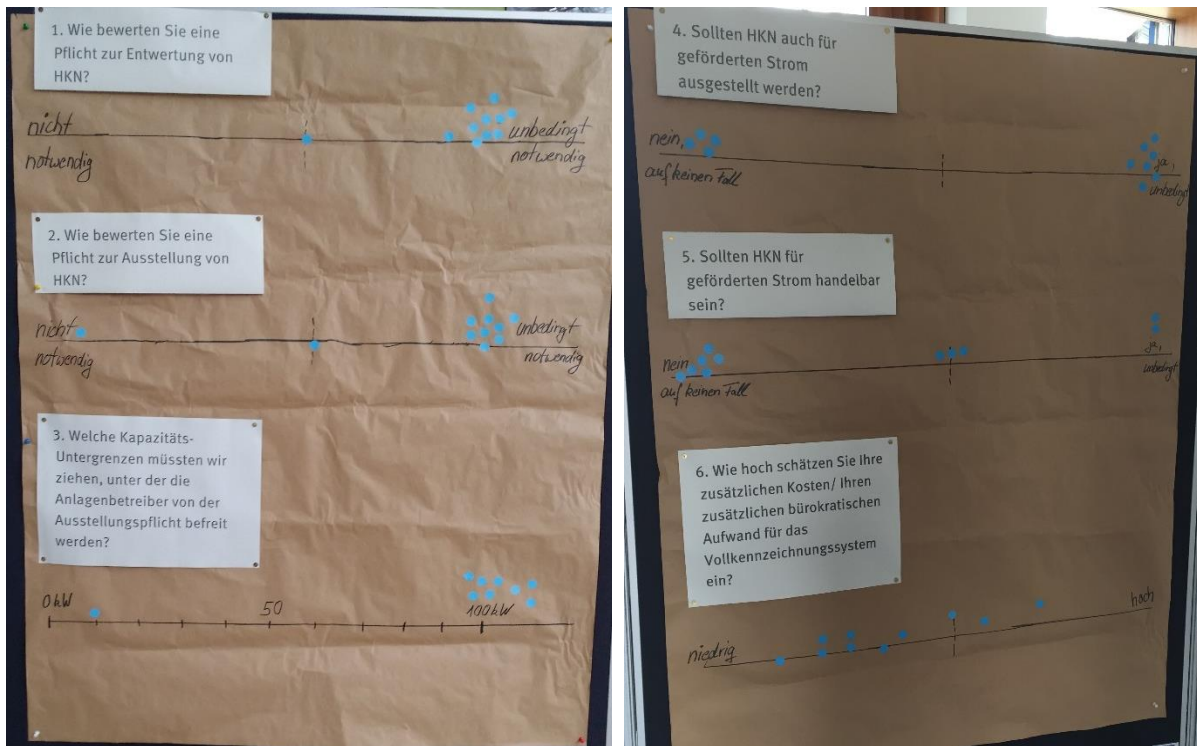 1. Wie bewerten Sie eine
Pflicht zur Entwertung von
HKN?
nicht
notwendig
unbedingt
notwendig
2. Wie bewerten Sie eine
Pflicht zur Ausstellung von
HKN?
nicht
notwendig
unbedingt
notwendig
3. Welche Kapazitäts-
Untergrenzen müssten wir
ziehen, unter der die
Anlagenbetreiber von der
Ausstellungspflicht befreit
werden?
0 kW
50
100 kW
4. Sollten HKN auch für
geförderten Strom
ausgestellt werden?
nein,
auf keinen Fall
ja,
unbedingt
5. Sollten HKN für
geförderten Strom handelbar
sein?
nein,
auf keinen Fall
ja,
unbedingt
6. Wie hoch schätzen Sie Ihre
zusätzlichen Kosten/ Ihren
zusätzlichen bürokratischen
Aufwand für das
Vollkennzeichnungssystem
ein?
niedrig
hoch